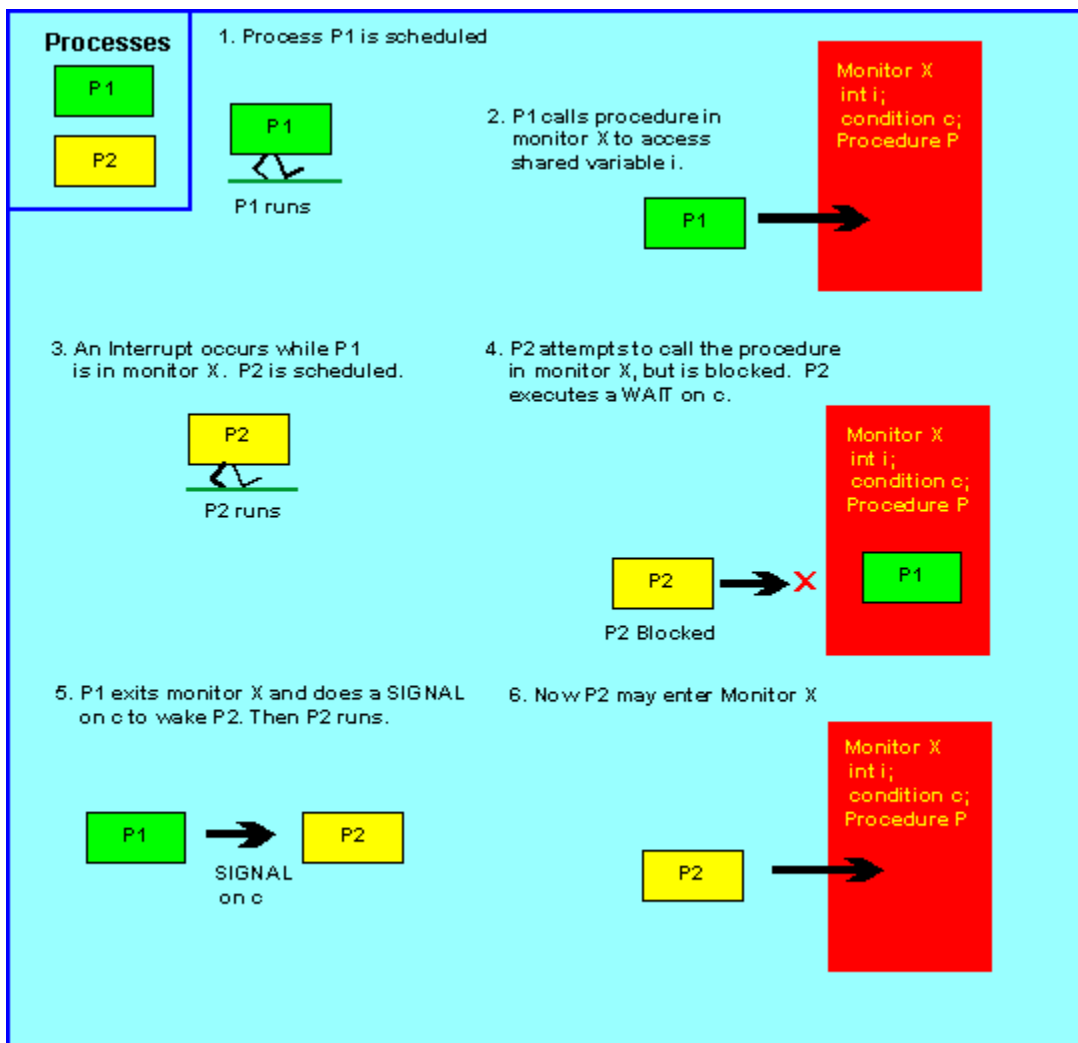 Processes
P1
P2
1. Process P1 is scheduled
P1
P1 runs
2. P1 calls procedure in
monitor X to access
shared variable i.
P1
Monitor X
int i;
condition c;
Procedure P
3. An Interrupt occurs while P1
is in monitor X. P2 is scheduled.
P2
P2 runs
4. P2 attempts to call the procedure
in monitor X, but is blocked. P2
executes a WAIT on c.
P2
X
P2 Blocked
Monitor X
int i;
condition c;
Procedure P
P1
5. P1 exits monitor X and does a SIGNAL
on c to wake P2. Then P2 runs.
P1
SIGNAL
on c
P2
6. Now P2 may enter Monitor X
P2
Monitor X
int i;
condition c;
Procedure P